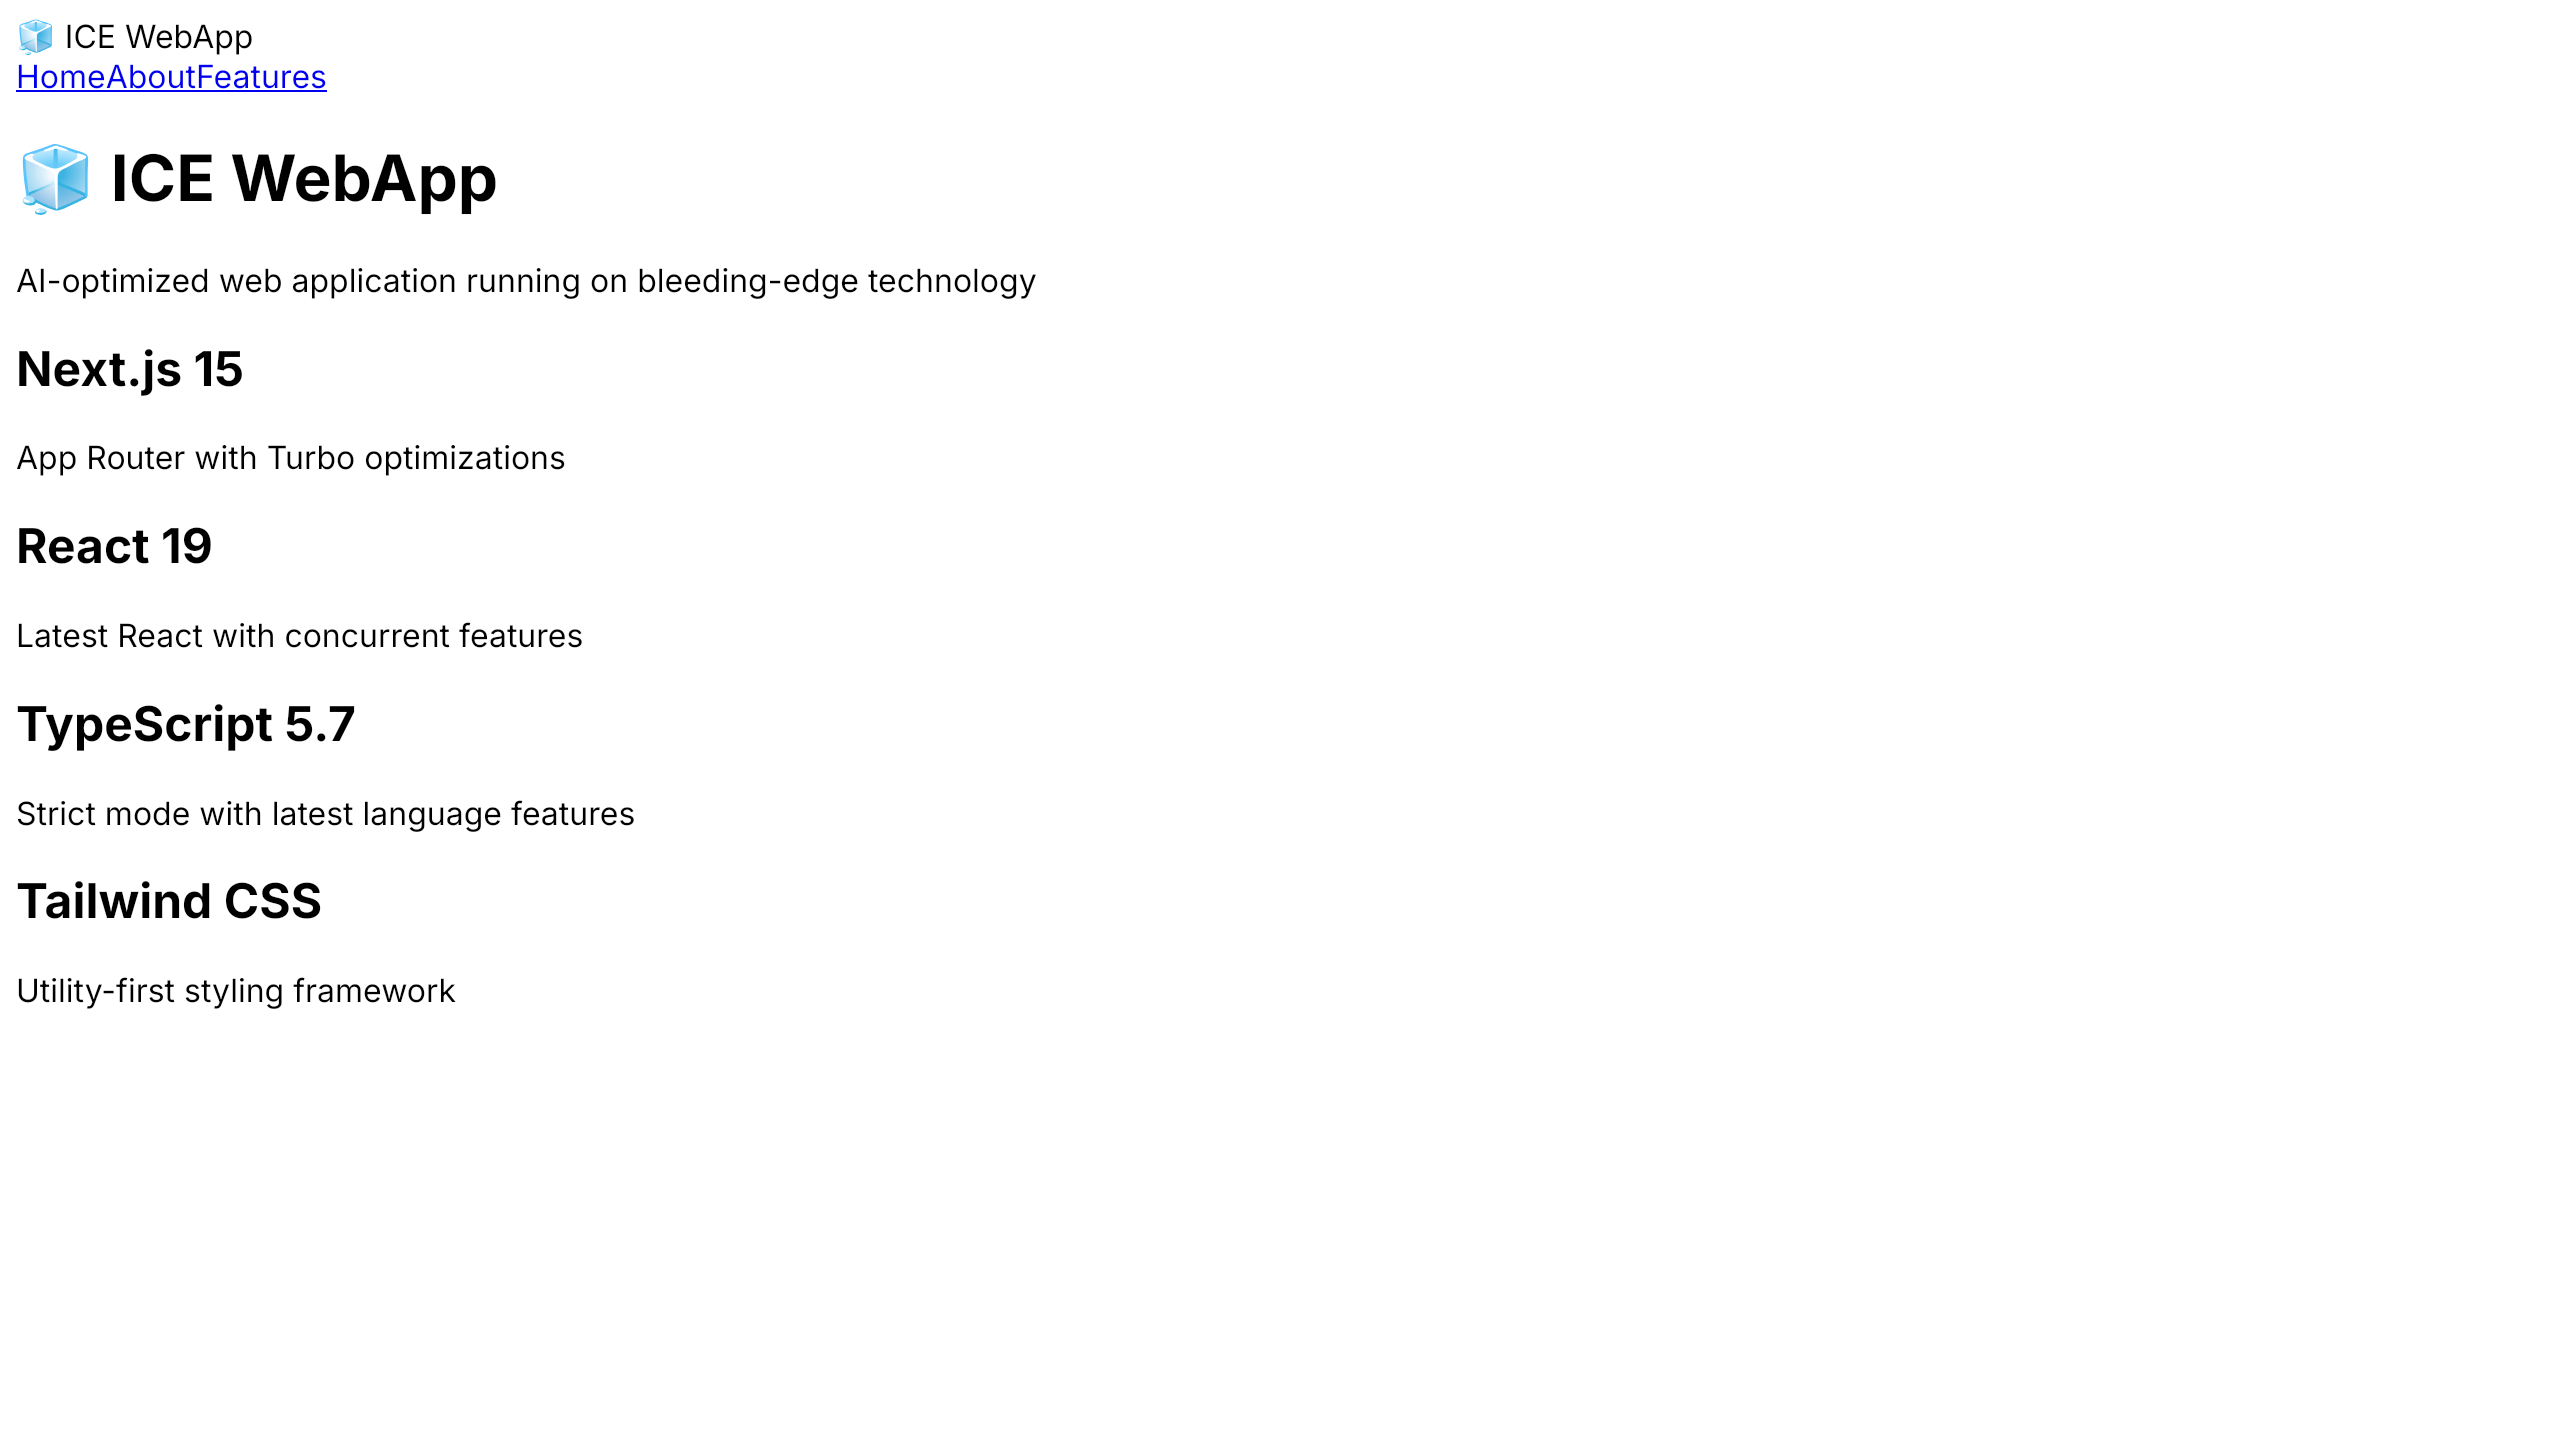 🧊 ICE WebApp
HomeAboutFeatures
🧊 ICE WebApp
AI-optimized web application running on bleeding-edge technology
Next.js 15
App Router with Turbo optimizations
React 19
Latest React with concurrent features
TypeScript 5.7
Strict mode with latest language features
Tailwind CSS
Utility-first styling framework